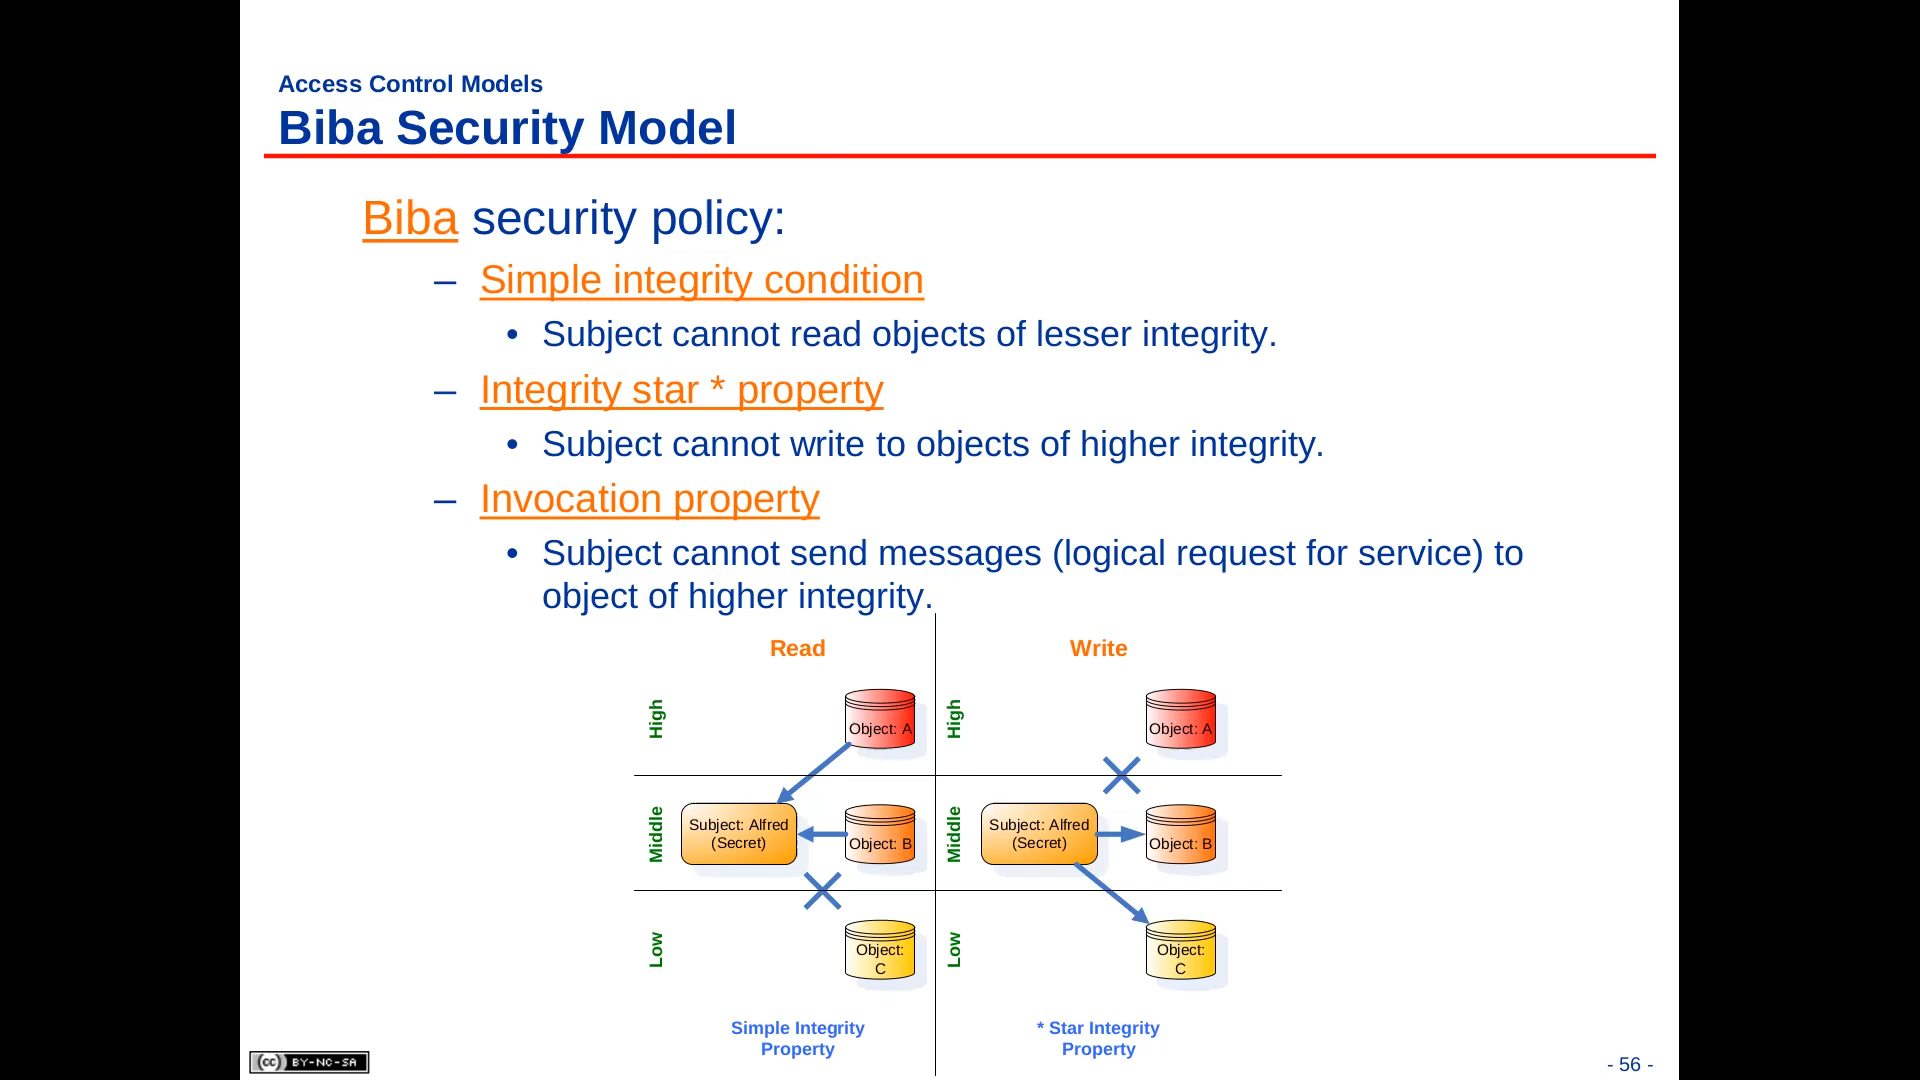 Access Control Models
Biba Security Model
Biba security policy:
– Simple integrity condition
• Subject cannot read objects of lesser integrity.
– Integrity star * property
• Subject cannot write to objects of higher integrity.
– Invocation property
• Subject cannot send messages (logical request for service) to
object of higher integrity.
Read
Write
High
Object: A
High
Object: A
Middle
Subject: Alfred
(Secret)
Object: B
Middle
Subject: Alfred
(Secret)
Object: B
Low
Object:
C
Low
Object:
C
Simple Integrity
Property
* Star Integrity
Property
(cc) BY-NC-SA
- 56 -